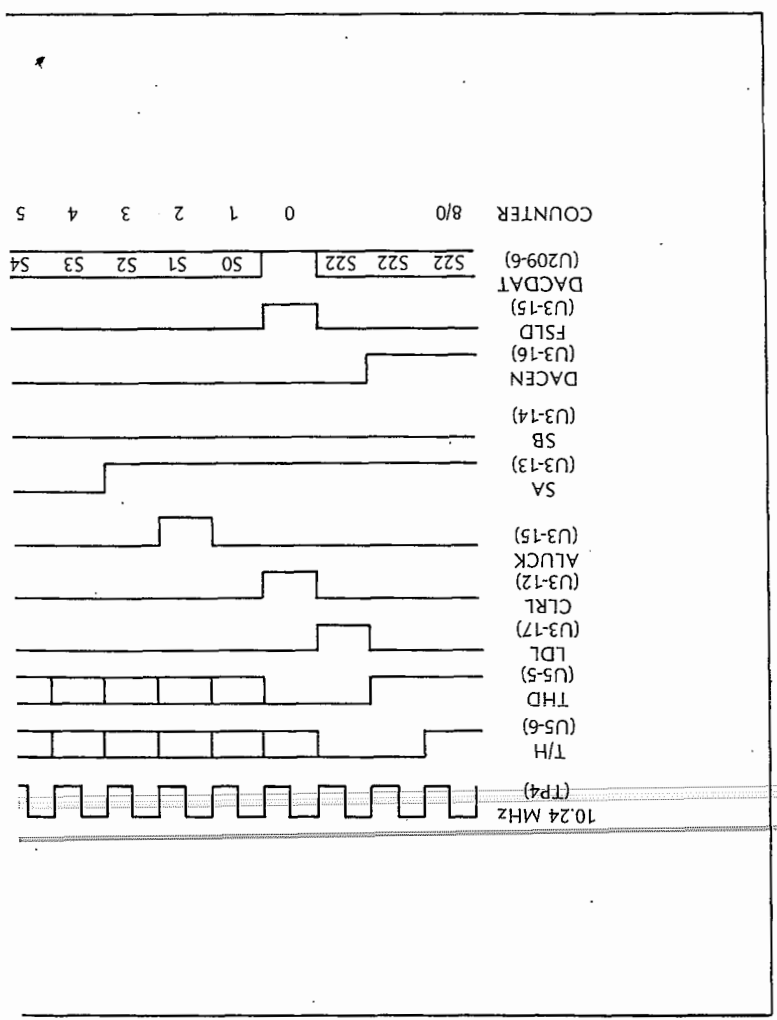 10.24 MHz
(TP4)
T/H
(U5-6)
THD
(U5-5)
LDL
(U3-17)
CLRL
(U3-12)
ALUCK
(U3-15)
SA
(U3-13)
SB
(U3-14)
DACEN
(U3-16)
FSLD
(U3-15)
DACDAT
(U209-6) S22 S22 S22 S0 S1 S2 S3 S4
COUNTER 8/0 0 1 2 3 4 5